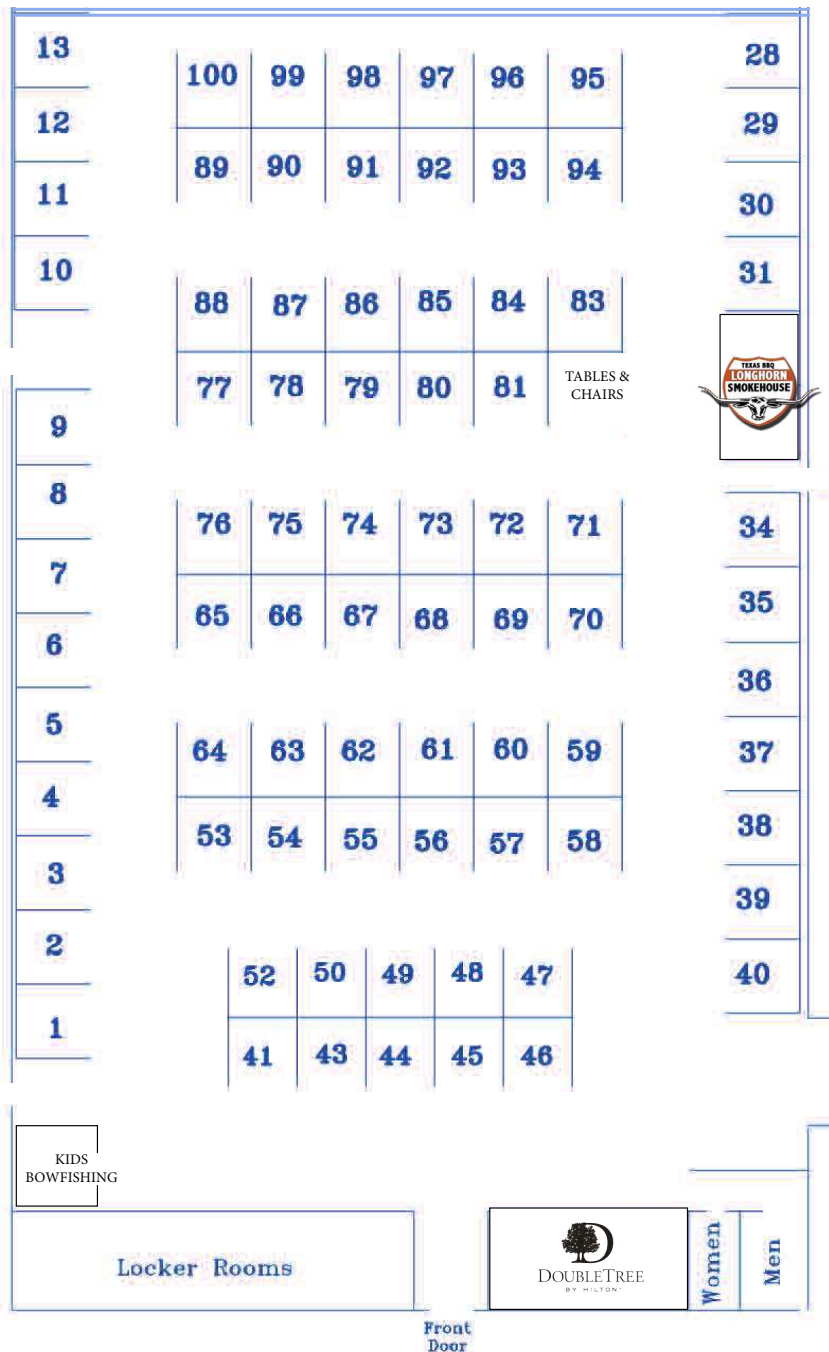 13
28
100 99 98 97 96 95
12
29
89 90 91 92 93 94
11
30
10
31
88 87 86 85 84 83
77 78 79 80 81
TABLES &
CHAIRS
TEXAS BBQ
LONGHORN
SMOKEHOUSE
9
8
34
76 75 74 73 72 71
7
35
65 66 67 68 69 70
6
36
5
37
64 63 62 61 60 59
4
38
53 54 55 56 57 58
3
39
2
40
52 50 49 48 47
1
41 43 44 45 46
KIDS
BOWFISHING
Locker Rooms
D
DOUBLETREE
BY HILTON
Women
Men
Front
Door